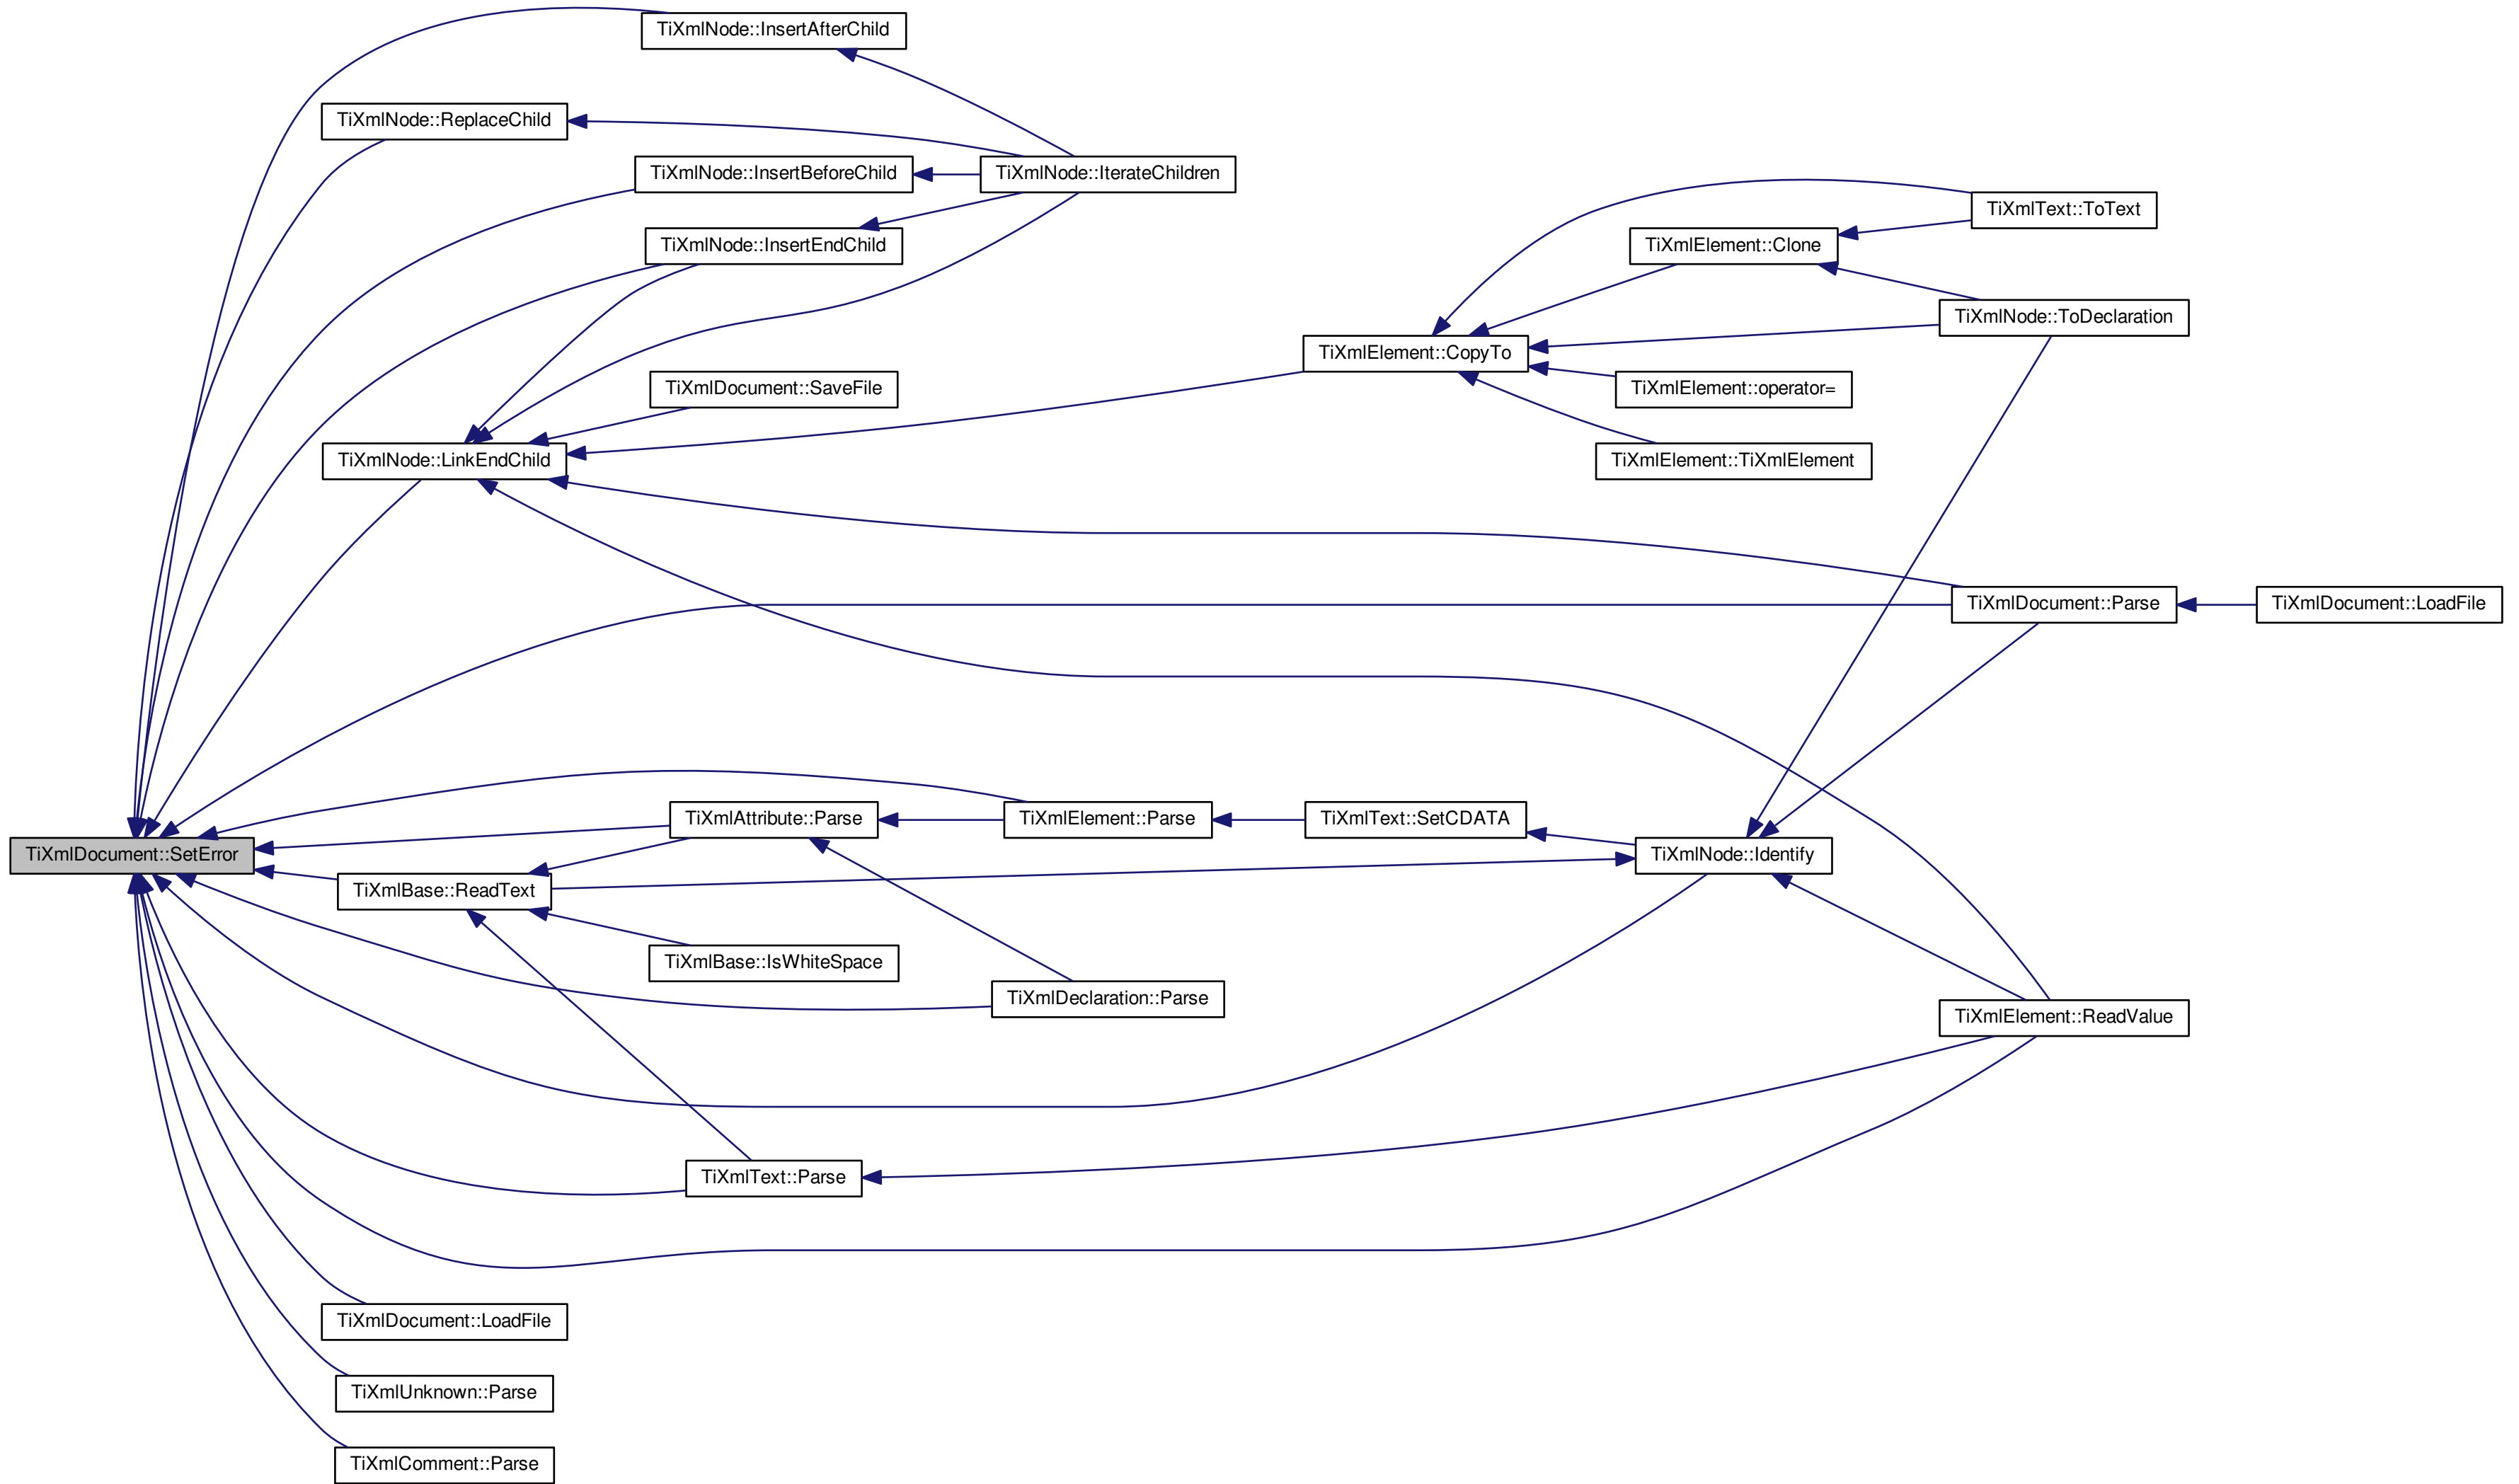 TiXmlNode::InsertAfterChild
TiXmlNode::ReplaceChild
TiXmlNode::InsertBeforeChild
TiXmlNode::IterateChildren
TiXmlText::ToText
TiXmlNode::InsertEndChild
TiXmlElement::Clone
TiXmlNode::ToDeclaration
TiXmlElement::CopyTo
TiXmlDocument::SaveFile
TiXmlElement::operator=
TiXmlNode::LinkEndChild
TiXmlElement::TiXmlElement
TiXmlDocument::Parse
TiXmlDocument::LoadFile
TiXmlAttribute::Parse
TiXmlElement::Parse
TiXmlText::SetCDATA
TiXmlDocument::SetError
TiXmlNode::Identify
TiXmlBase::ReadText
TiXmlBase::IsWhiteSpace
TiXmlDeclaration::Parse
TiXmlElement::ReadValue
TiXmlText::Parse
TiXmlDocument::LoadFile
TiXmlUnknown::Parse
TiXmlComment::Parse